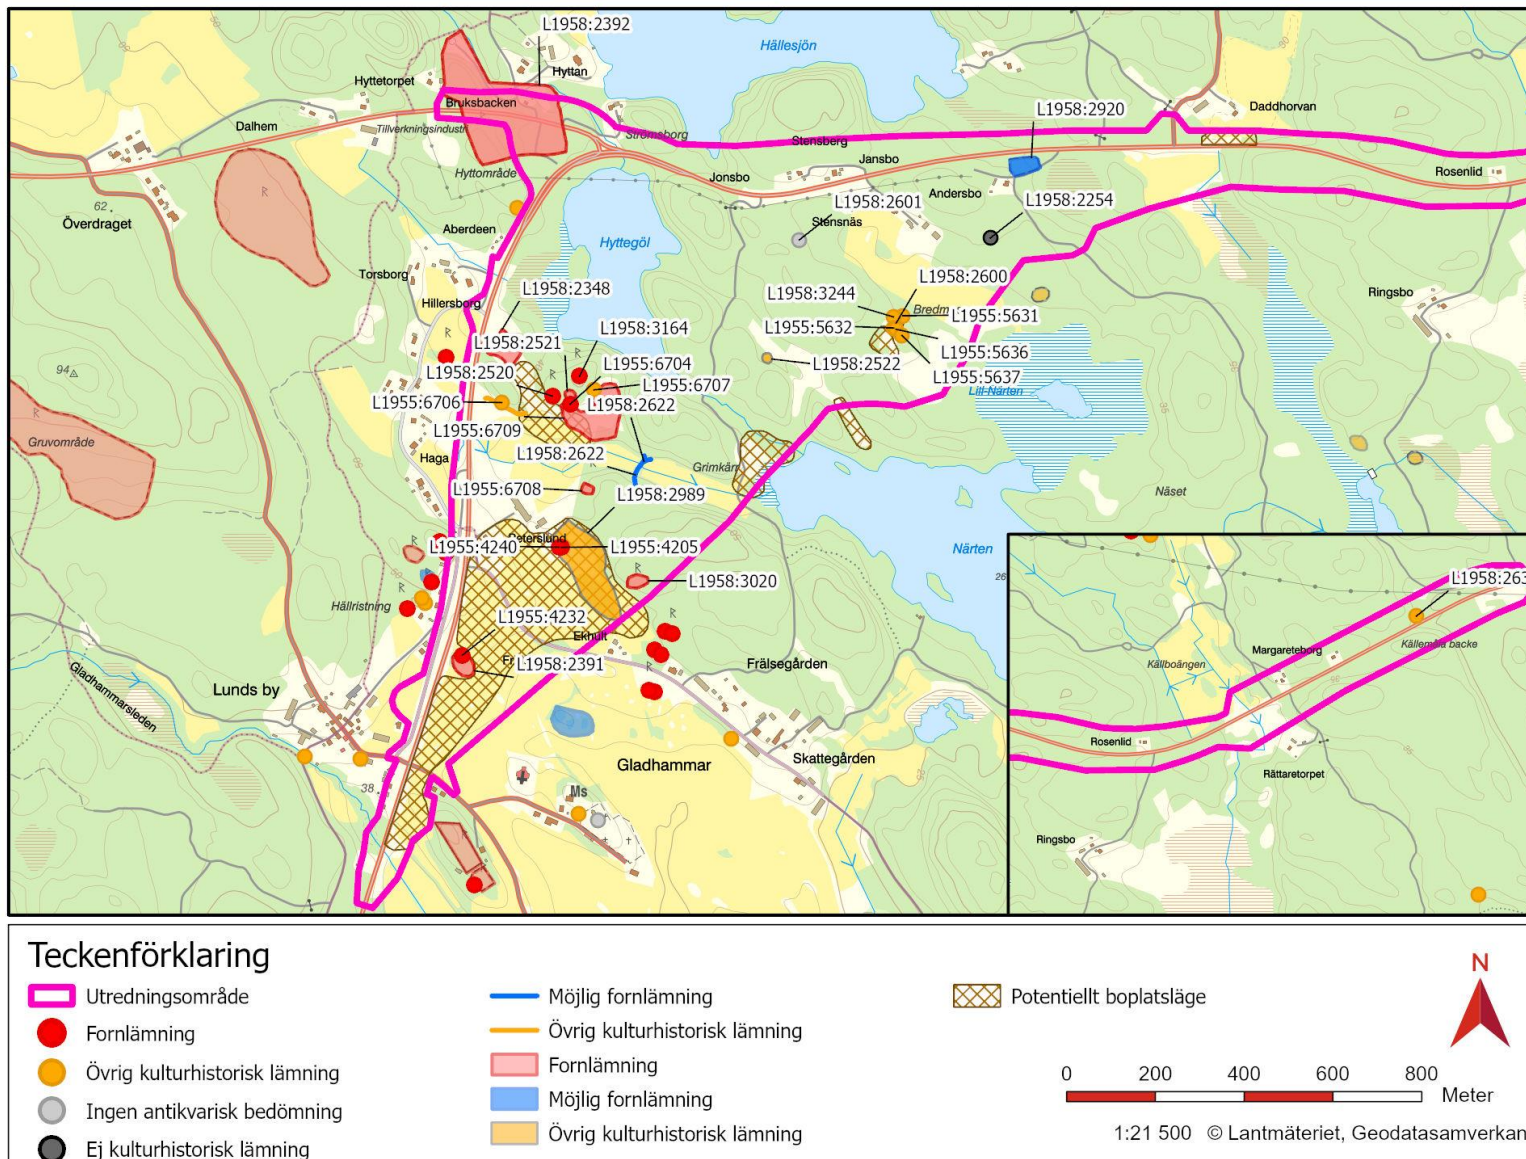 L1958:2392
Hällesjön
Hyttan
Hyttetorpet
Bruksbacken
Daddhorvan
L1958:2920
Dalhem
Tillverkningsindustri
Strömsborg
Stensberg
Jansbo
Hyttområde
Jonsbo
Rosenlid
R
Andersbo
62
Överdraget
L1958:2601
L1958:2254
Stensnäs
Aberdeen
Hyttegöl
Torsborg
L1958:2600
L1958:2348
L1958:3244
Ringsbo
Hillersborg
Bredm
L1955:5631
R
L1958:3164
L1955:5632
L1958:2521
R
L1955:5636
94
L1958:2520
R
L1955:6704
L1958:2522
L1955:5637
L1955:6707
Lill-Närten
L1955:6706
L1958:2622
L1955:6709
Gruvområde
Haga
L1958:2622
R
Grimkärr
L1955:6708
L1958:2989
Näset
Peterslund
L1955:4240
L1955:4205
Närten
R
R
L1958:3020
26
R
L1958:263
Hällristning
L1955:4232
R
Ekhult
Källemåla backe
Margareteborg
F
L1958:2391
R
Frälsegården
Källboängen
Gladhammarsleden
Lunds by
Rosenlid
Gladhammar
Skattegården
Rättaretorpet
38
Ms
Ringsbo
Teckenförklaring
Utredningsområde
Fornlämning
Övrig kulturhistorisk lämning
Ingen antikvarisk bedömning
Ej kulturhistorisk lämning
Möjlig fornlämning
Övrig kulturhistorisk lämning
Fornlämning
Möjlig fornlämning
Övrig kulturhistorisk lämning
Potentiellt boplatsläge
N
0 200 400 600 800 Meter
1:21 500 © Lantmäteriet, Geodatasamverkan